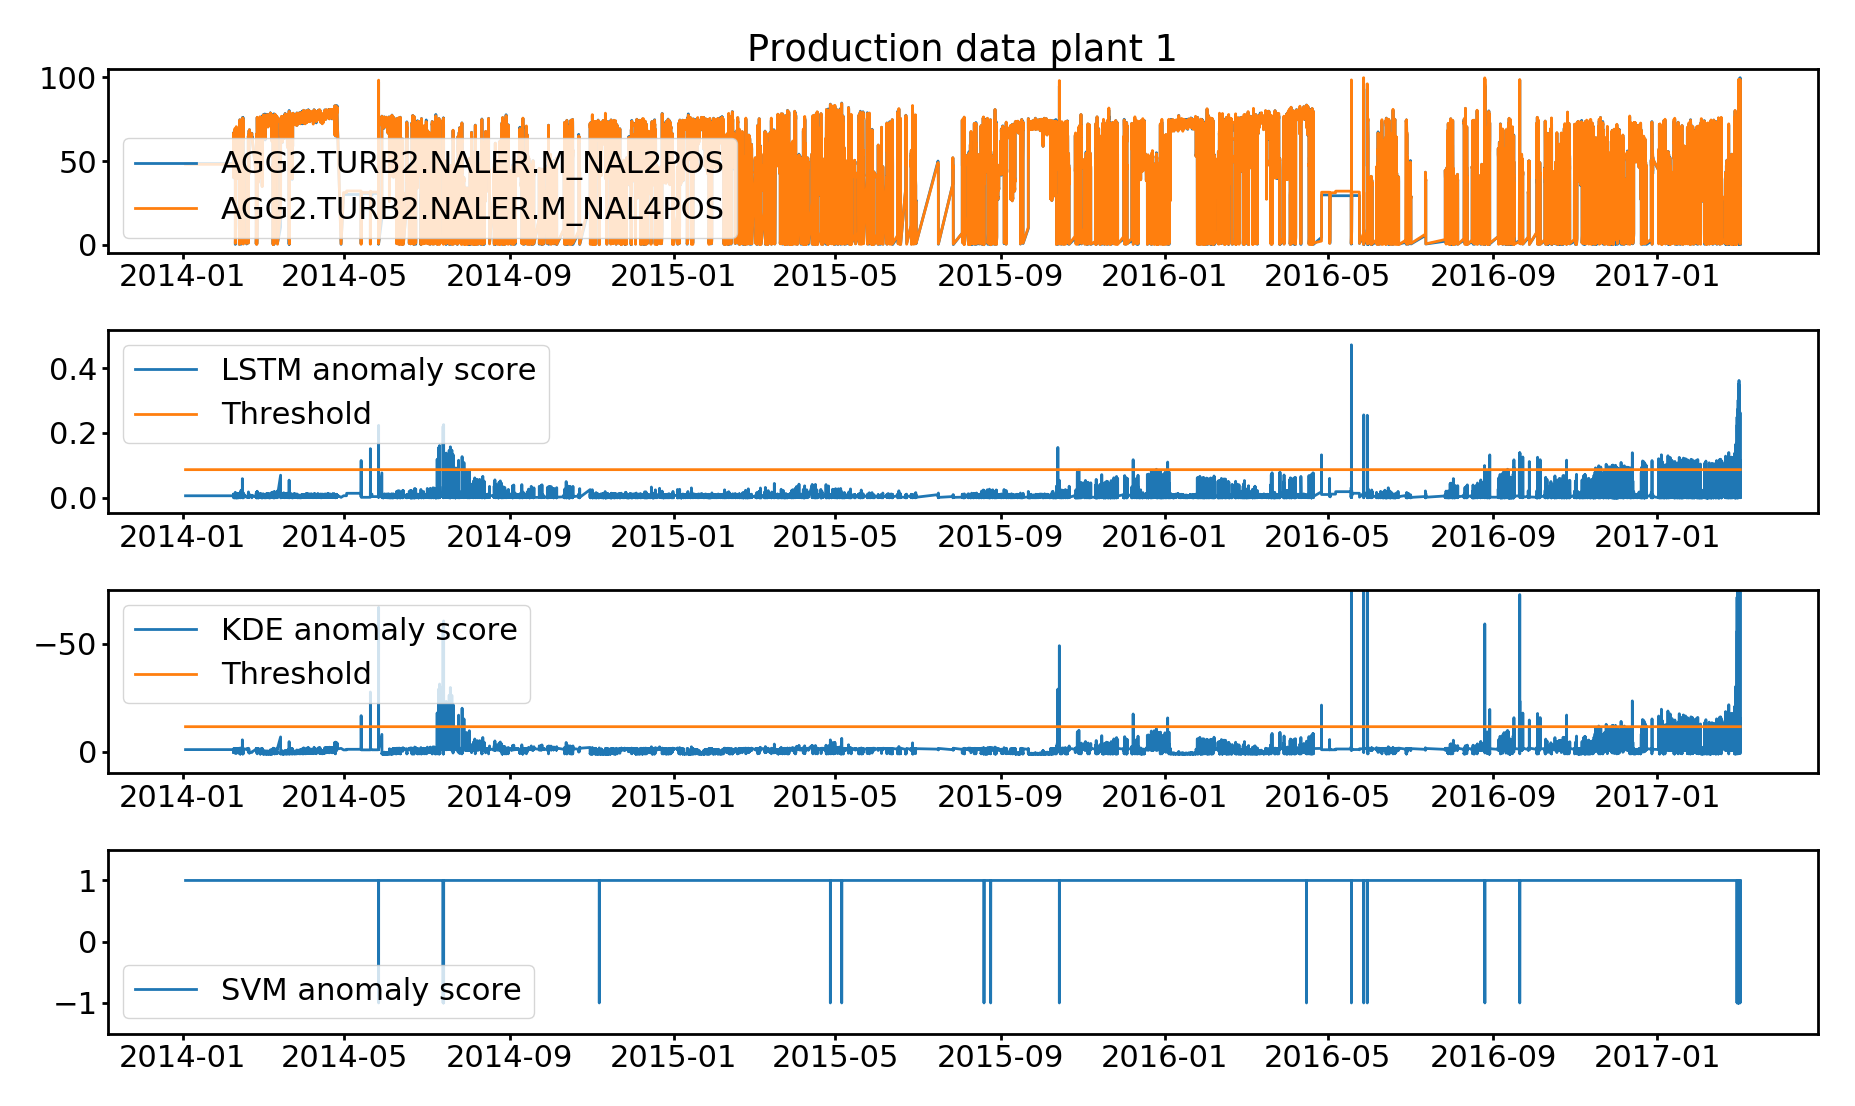 Production data plant 1
100
50
0
AGG2.TURB2.NALER.M_NAL2POS
AGG2.TURB2.NALER.M_NAL4POS
2014-01 2014-05 2014-09 2015-01 2015-05 2015-09 2016-01 2016-05 2016-09 2017-01
0.4
0.2
0.0
LSTM anomaly score
Threshold
2014-01 2014-05 2014-09 2015-01 2015-05 2015-09 2016-01 2016-05 2016-09 2017-01
−50
0
KDE anomaly score
Threshold
2014-01 2014-05 2014-09 2015-01 2015-05 2015-09 2016-01 2016-05 2016-09 2017-01
1
0
−1
SVM anomaly score
2014-01 2014-05 2014-09 2015-01 2015-05 2015-09 2016-01 2016-05 2016-09 2017-01